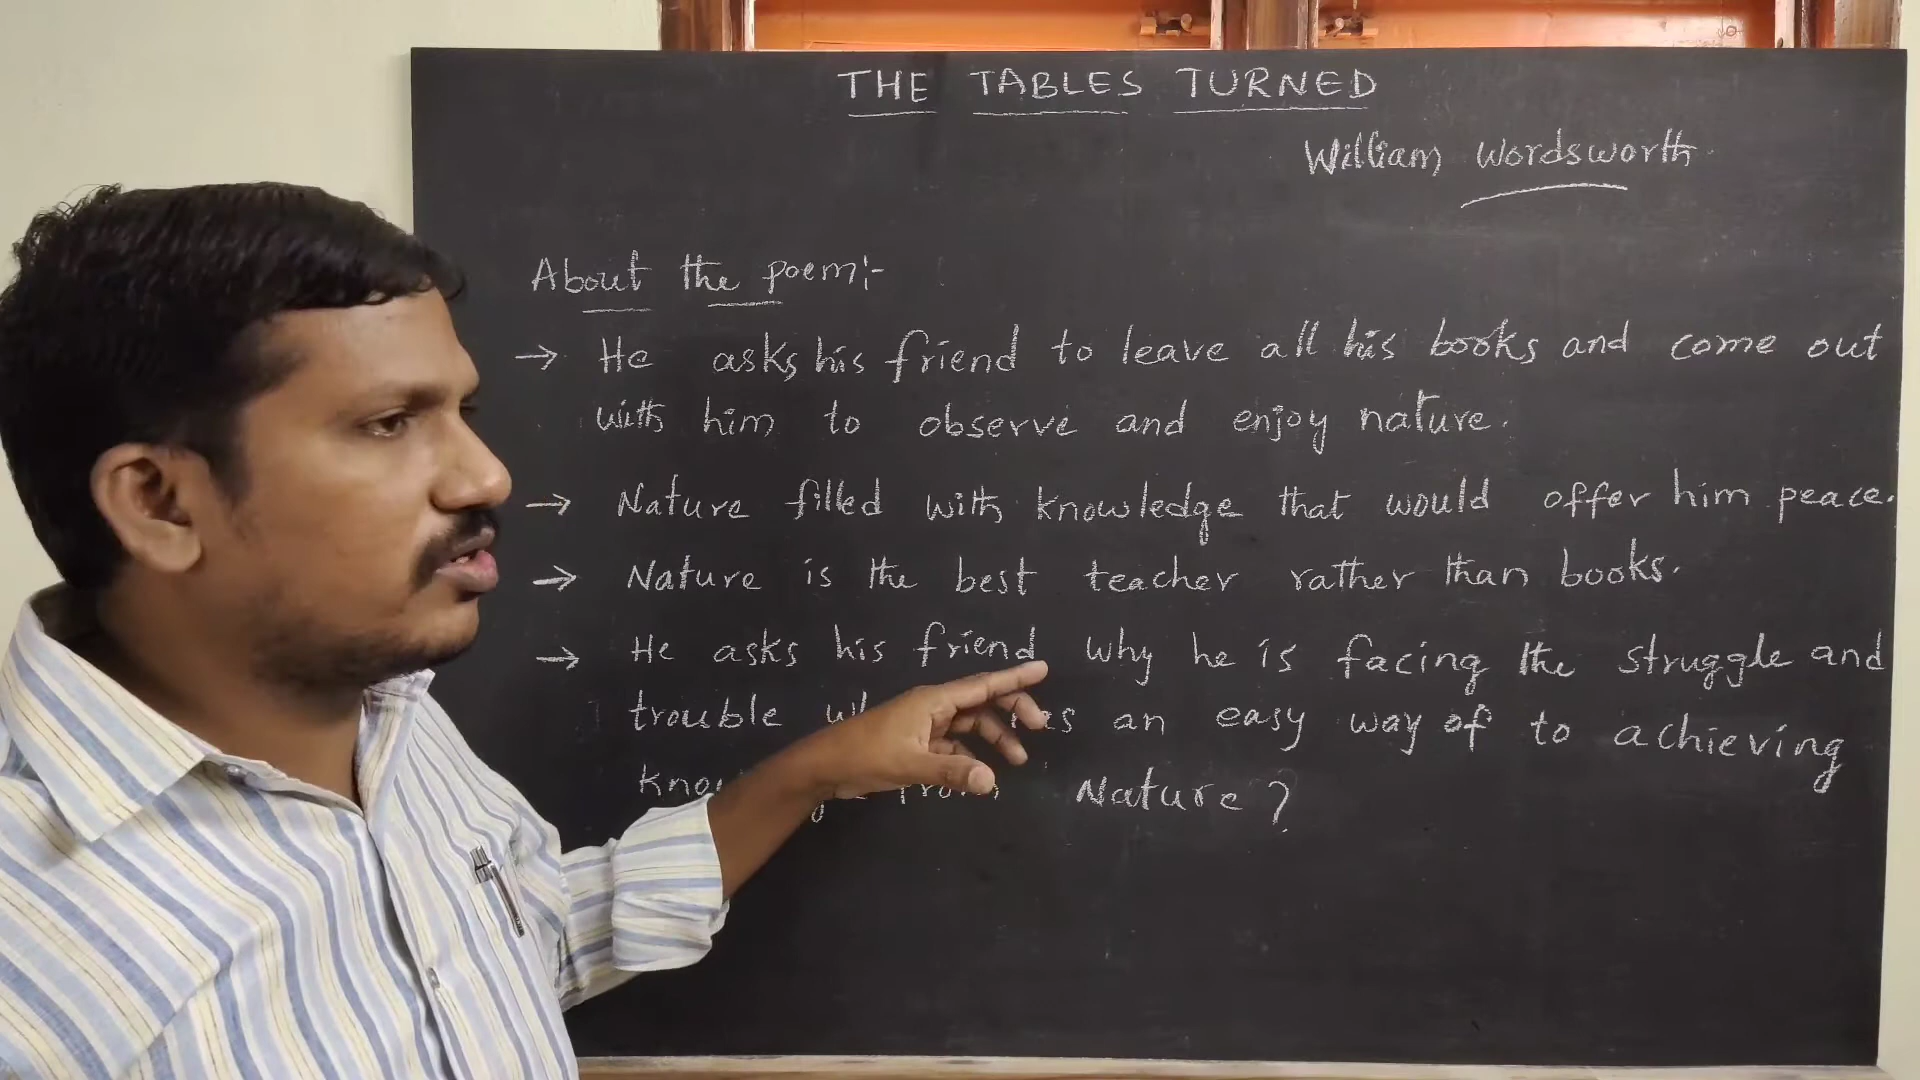 THE TABLES TURNED
William Wordsworth
About the poem:-
→ He asks his friend to leave all his books and come out
with him to observe and enjoy nature.
→ Nature filled with knowledge that would offer him peace.
→ Nature is the best teacher rather than books.
→ He asks his friend why he is facing the struggle and
trouble an easy way of to achieving
Nature?